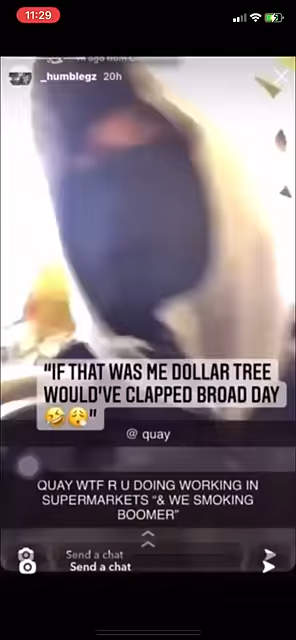 11:29
_humblegz 20h
"IF THAT WAS ME DOLLAR TREE
WOULD'VE CLAPPED BROAD DAY
🤣😮‍💨"
@ quay
QUAY WTF R U DOING WORKING IN
SUPERMARKETS "& WE SMOKING
BOOMER"
Send a chat
Send a chat